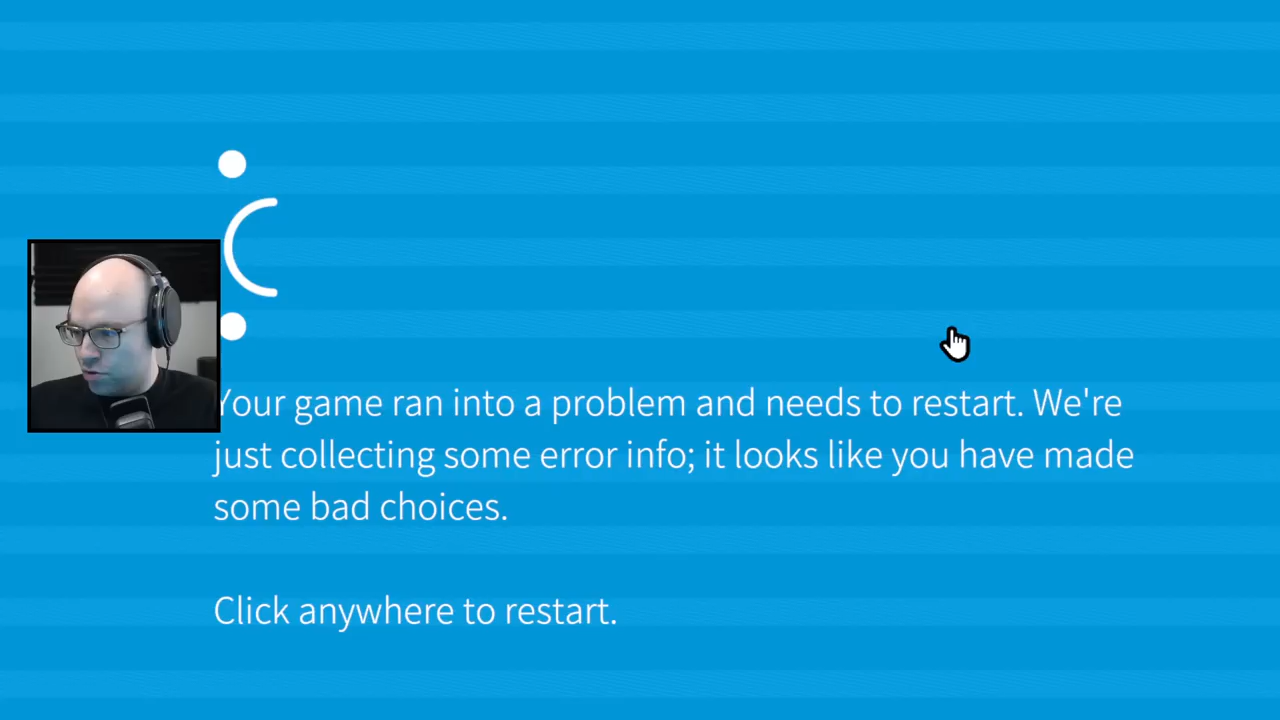 Your game ran into a problem and needs to restart. We're
just collecting some error info; it looks like you have made
some bad choices.
Click anywhere to restart.